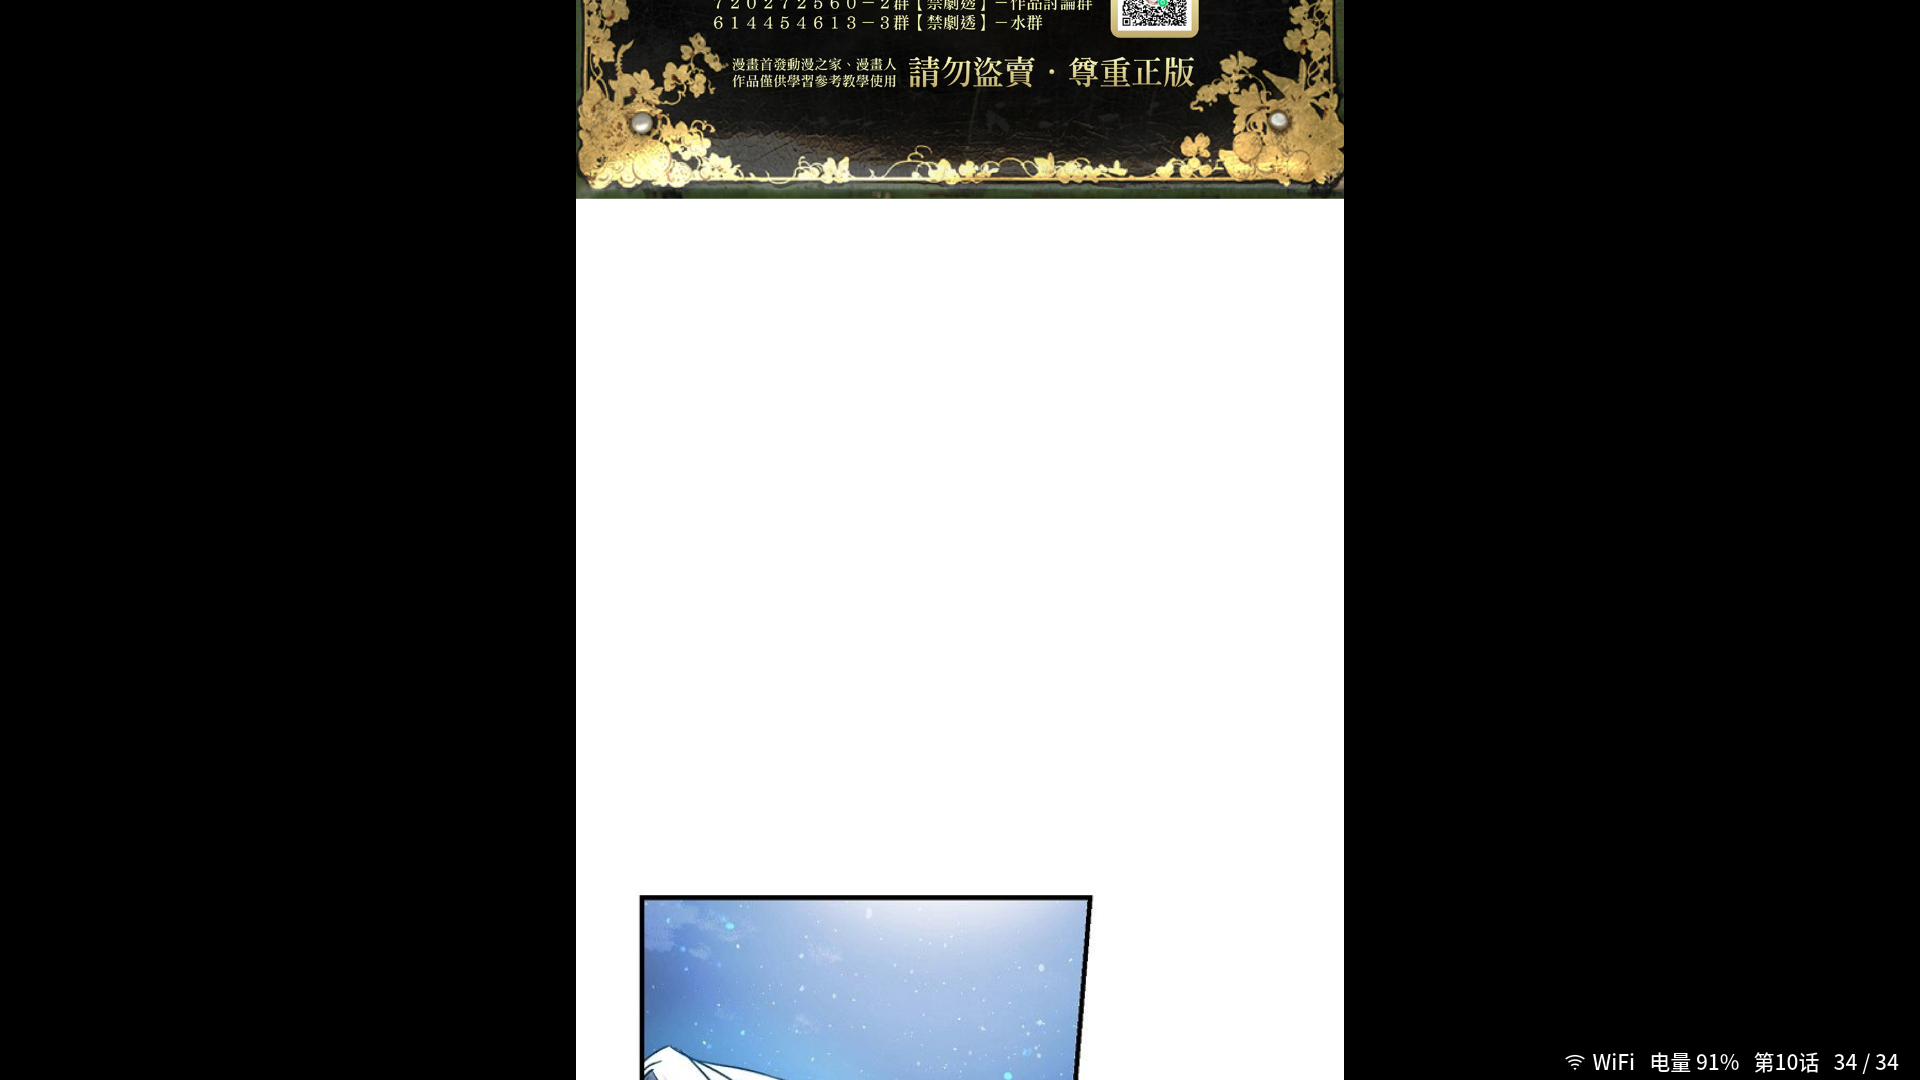 ７２０２７２５６０－２群【禁劇透】－作品討論群
６１４４５４６１３－３群【禁劇透】－水群
漫畫首發動漫之家、漫畫人
作品僅供學習參考教學使用
請勿盜賣·尊重正版
WiFi 电量 91% 第10话 34 / 34